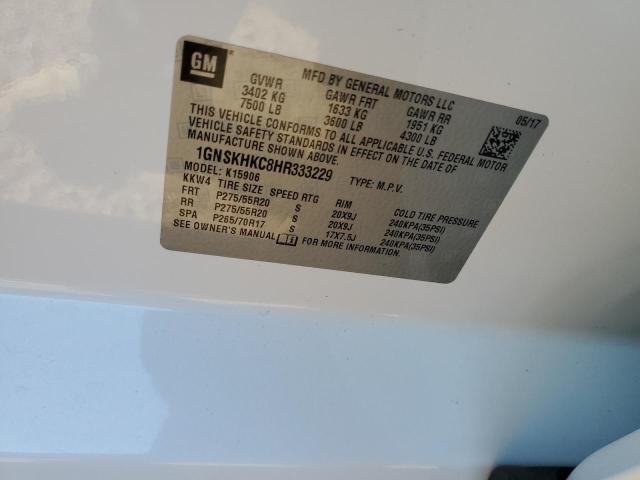 GM
MFD BY GENERAL MOTORS LLC 05/17
GVWR GAWR FRT GAWR RR
3402 KG 1633 KG 1951 KG
7500 LB 3600 LB 4300 LB
THIS VEHICLE CONFORMS TO ALL APPLICABLE U.S. FEDERAL MOTOR
VEHICLE SAFETY STANDARDS IN EFFECT ON THE DATE OF
MANUFACTURE SHOWN ABOVE.
1GNSKHKC8HR333229 TYPE: M.P.V.
MODEL: K15906
KKW4 TIRE SIZE SPEED RTG RIM COLD TIRE PRESSURE
FRT P275/55R20 S 20X9J 240KPA(35PSI)
RR P275/55R20 S 20X9J 240KPA(35PSI)
SPA P265/70R17 S 17X7.5J 240KPA(35PSI)
SEE OWNER'S MANUAL FOR MORE INFORMATION.